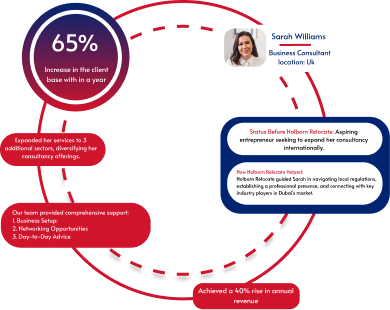 65%
Increase in the client
base with in a year
Sarah Williams
Business Consultant
location: Uk
Status Before Holborn Relocate: Aspiring
entrepreneur seeking to expand her consultancy
internationally.
How Holborn Relocate Helped:
Holborn Relocate guided Sarah in navigating local regulations,
establishing a professional presence, and connecting with key
industry players in Dubai's market.
Expanded her services to 3
additional sectors, diversifying her
consultancy offerings.
Our team provided comprehensive support:
1. Business Setup:
2. Networking Opportunities
3. Day-to-Day Advice
Achieved a 40% rise in annual
revenue